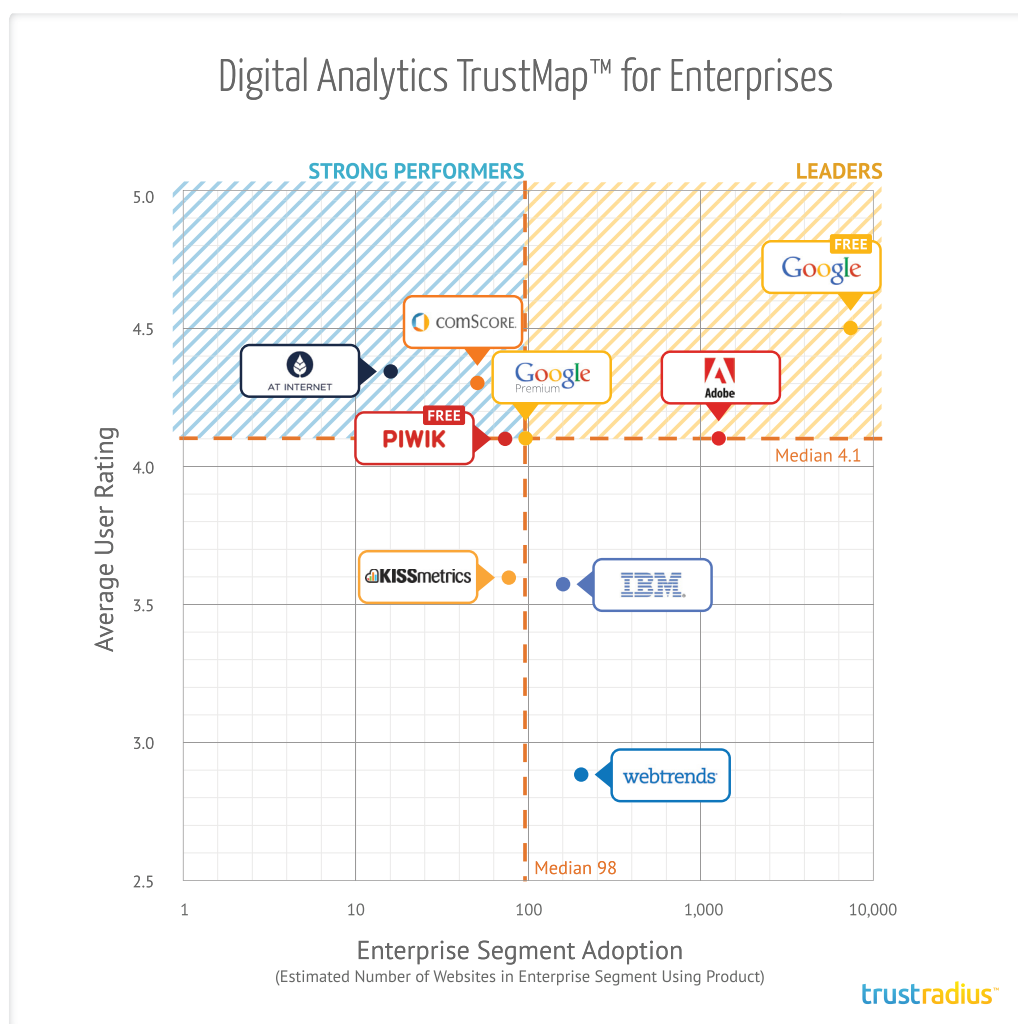 Digital Analytics TrustMap™ for Enterprises
STRONG PERFORMERS
LEADERS
5.0
FREE
Google
comScore.
4.5
AT INTERNET
Google
Premium
Adobe
FREE
PIWIK
Median 4.1
4.0
KISSmetrics
IBM®
3.5
3.0
webtrends
Median 98
2.5
Average User Rating
1
10
100
1,000
10,000
Enterprise Segment Adoption
(Estimated Number of Websites in Enterprise Segment Using Product)
trustradius™